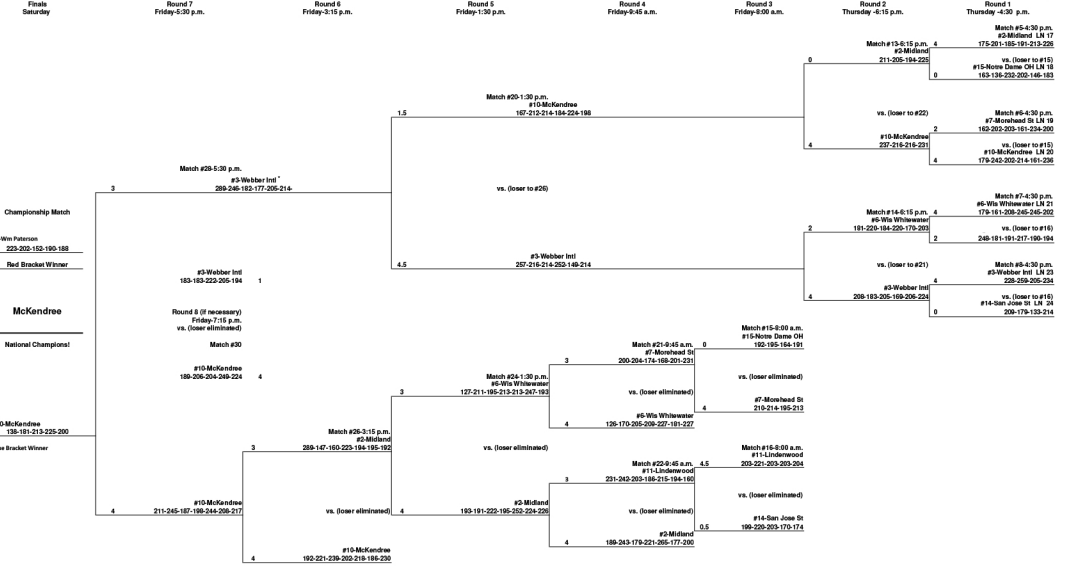 Finals
Saturday
Round 7
Friday-5:30 p.m.
Round 6
Friday-3:15 p.m.
Round 5
Friday-1:30 p.m.
Round 4
Friday-9:45 a.m.
Round 3
Friday-8:00 a.m.
Round 2
Thursday -6:15 p.m.
Round 1
Thursday -4:30 p.m.
Match #5-4:30 p.m.
#2-Midland LN 17
4 175-201-185-191-213-226
vs. (loser to #15)
#15-Notre Dame OH LN 18
0 163-136-232-202-146-183
Match #13-6:15 p.m.
#2-Midland
0 211-205-194-225
vs. (loser to #22)
#10-McKendree
4 237-216-216-231
Match #6-4:30 p.m.
#7-Morehead St LN 19
2 162-202-203-161-234-200
vs. (loser to #15)
#10-McKendree LN 20
4 179-242-202-214-161-236
Match #20-1:30 p.m.
#10-McKendree
1.5 167-212-214-184-224-198
vs. (loser to #26)
#3-Webber Intl
4.5 257-216-214-252-149-214
Match #28-5:30 p.m.
#3-Webber Intl *
3 289-246-182-177-205-214-
Match #7-4:30 p.m.
#6-Wis Whitewater LN 21
4 179-161-208-245-245-202
vs. (loser to #16)
2 248-181-191-217-190-194
Match #14-6:15 p.m.
#6-Wis Whitewater
2 181-220-184-220-170-203
vs. (loser to #21)
#3-Webber Intl
4 208-183-205-169-206-224
Match #8-4:30 p.m.
#3-Webber Intl LN 23
4 228-259-205-234
vs. (loser to #16)
#14-San Jose St LN 24
0 209-179-133-214
Championship Match
-Wm Paterson
223-202-152-190-188
Red Bracket Winner
McKendree
National Champions!
0-McKendree
138-181-213-225-200
e Bracket Winner
#3-Webber Intl
183-183-222-205-194 1
Round 8 (if necessary)
Friday-7:15 p.m.
vs. (loser eliminated)
Match #30
#10-McKendree
189-206-204-249-224 4
Match #15-8:00 a.m.
#15-Notre Dame OH
0 192-195-164-191
vs. (loser eliminated)
#7-Morehead St
4 210-214-195-213
Match #21-9:45 a.m.
#7-Morehead St
3 200-204-174-168-201-231
vs. (loser eliminated)
#6-Wis Whitewater
4 126-170-205-209-227-181-227
Match #24-1:30 p.m.
#6-Wis Whitewater
3 127-211-195-213-213-247-193
vs. (loser eliminated)
#2-Midland
4 193-191-222-195-252-224-226
Match #26-3:15 p.m.
#2-Midland
3 289-147-160-223-194-195-192
vs. (loser eliminated)
#10-McKendree
4 192-221-239-202-218-186-230
#10-McKendree
4 211-245-187-198-244-208-217
Match #16-8:00 a.m.
#11-Lindenwood
4.5 203-221-203-203-204
vs. (loser eliminated)
#14-San Jose St
0.5 199-220-203-170-174
Match #22-9:45 a.m.
#11-Lindenwood
3 231-242-203-186-215-194-160
vs. (loser eliminated)
#2-Midland
4 189-243-179-221-265-177-200